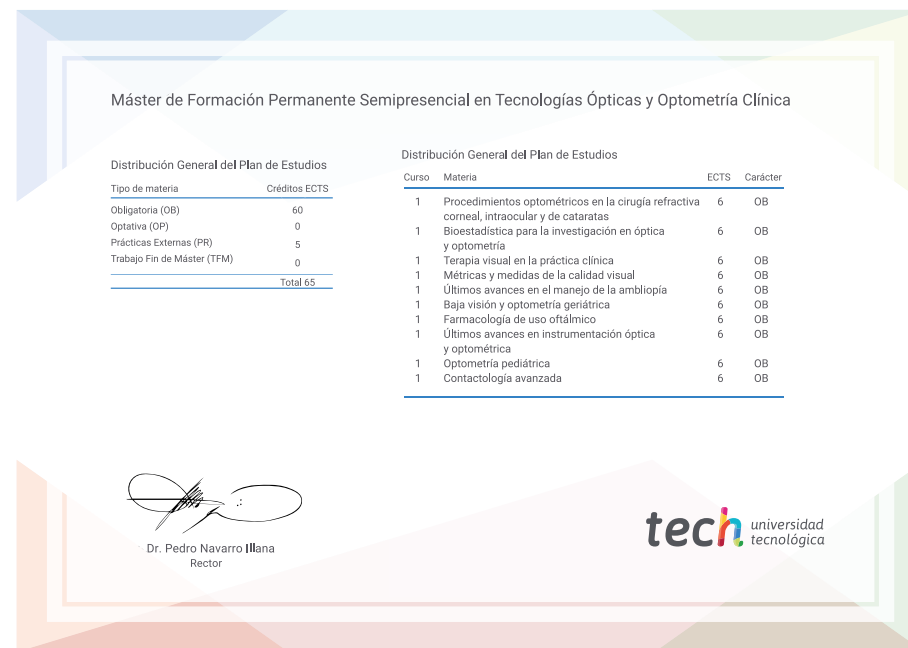 Máster de Formación Permanente Semipresencial en Tecnologías Ópticas y Optometría Clínica
Distribución General del Plan de Estudios
Tipo de materia Créditos ECTS
Obligatoria (OB) 60
Optativa (OP) 0
Prácticas Externas (PR) 5
Trabajo Fin de Máster (TFM) 0
Total 65
Distribución General del Plan de Estudios
Curso Materia ECTS Carácter
1 Procedimientos optométricos en la cirugía refractiva 6 OB
corneal, intraocular y de cataratas
1 Bioestadística para la investigación en óptica 6 OB
y optometría
1 Terapia visual en la práctica clínica 6 OB
1 Métricas y medidas de la calidad visual 6 OB
1 Últimos avances en el manejo de la ambliopía 6 OB
1 Baja visión y optometría geriátrica 6 OB
1 Farmacología de uso oftálmico 6 OB
1 Últimos avances en instrumentación óptica 6 OB
y optométrica
1 Optometría pediátrica 6 OB
1 Contactología avanzada 6 OB
Dr. Pedro Navarro Illana
Rector
tech universidad
tecnológica